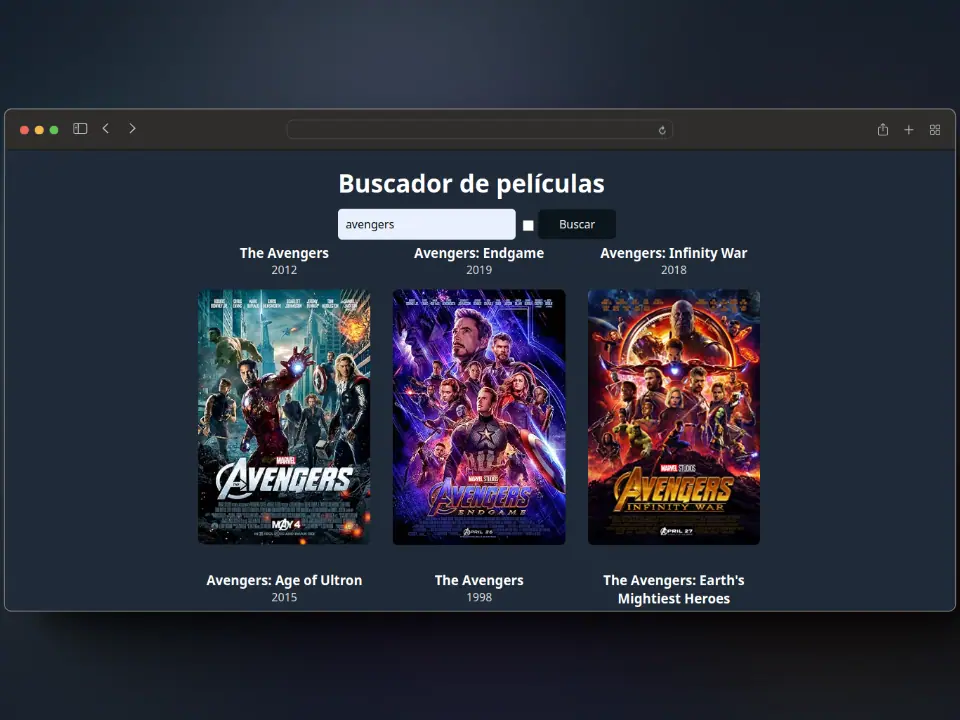 Buscador de películas
avengers
Buscar
The Avengers
2012
Avengers: Endgame
2019
Avengers: Infinity War
2018
MARVEL
AVENGERS
MAY 4
MARVEL STUDIOS
AVENGERS
ENDGAME
APRIL 26
MARVEL STUDIOS
AVENGERS
INFINITY WAR
APRIL 27
Avengers: Age of Ultron
2015
The Avengers
1998
The Avengers: Earth's
Mightiest Heroes